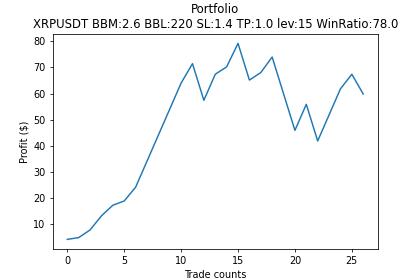 Portfolio
XRPUSDT BBM:2.6 BBL:220 SL:1.4 TP:1.0 lev:15 WinRatio:78.0
80
70
60
50
40
30
20
10
Profit ($)
0 5 10 15 20 25
Trade counts